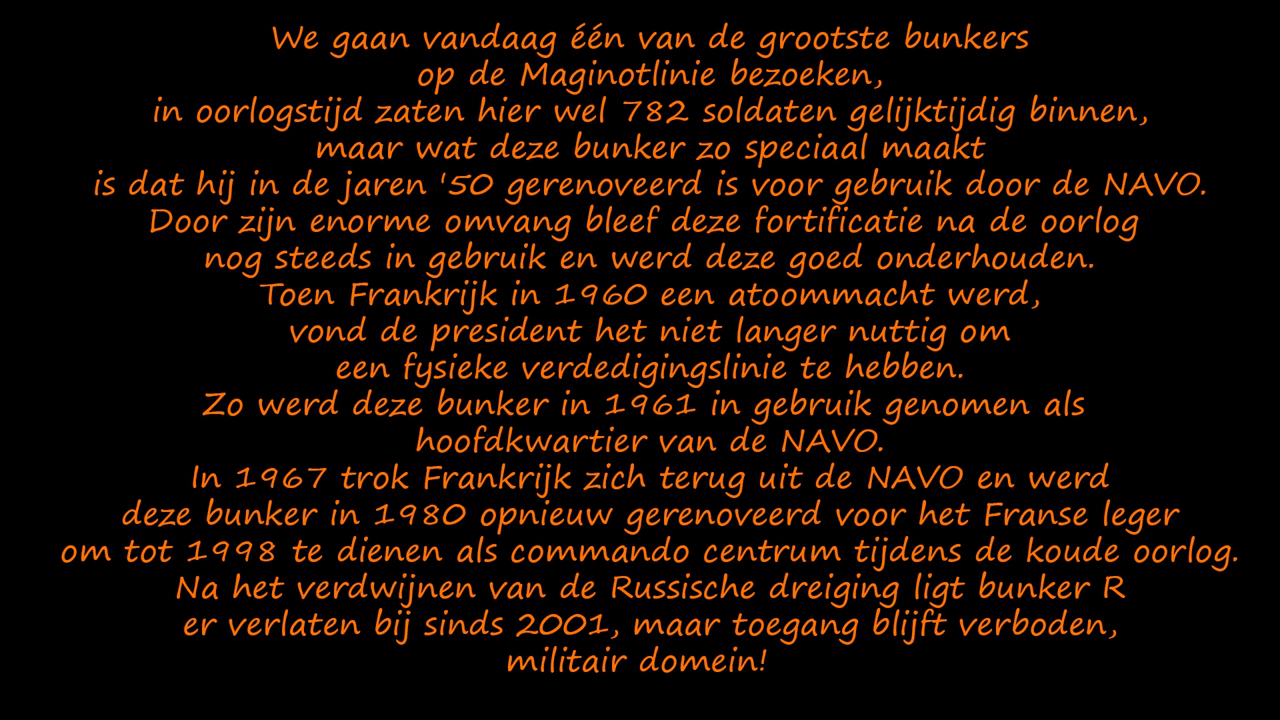 We gaan vandaag één van de grootste bunkers
op de Maginotlinie bezoeken,
in oorlogstijd zaten hier wel 782 soldaten gelijktijdig binnen,
maar wat deze bunker zo speciaal maakt
is dat hij in de jaren '50 gerenoveerd is voor gebruik door de NAVO.
Door zijn enorme omvang bleef deze fortificatie na de oorlog
nog steeds in gebruik en werd deze goed onderhouden.
Toen Frankrijk in 1960 een atoommacht werd,
vond de president het niet langer nuttig om
een fysieke verdedigingslinie te hebben.
Zo werd deze bunker in 1961 in gebruik genomen als
hoofdkwartier van de NAVO.
In 1967 trok Frankrijk zich terug uit de NAVO en werd
deze bunker in 1980 opnieuw gerenoveerd voor het Franse leger
om tot 1998 te dienen als commando centrum tijdens de koude oorlog.
Na het verdwijnen van de Russische dreiging ligt bunker R
er verlaten bij sinds 2001, maar toegang blijft verboden,
militair domein!